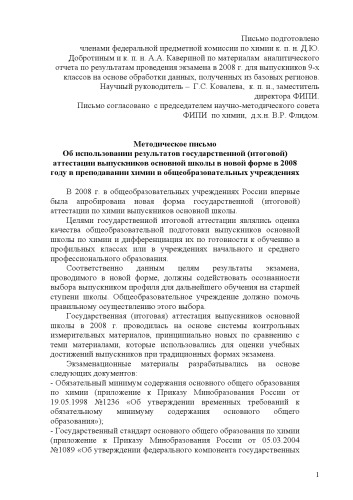 Письмо подготовлено
членами федеральной предметной комиссии по химии к. п. н. Д.Ю.
Добротиным и к. п. н. А.А. Кавериной по материалам аналитического
отчета по результатам проведения экзамена в 2008 г. для выпускников 9-х
классов на основе обработки данных, полученных из базовых регионов.
Научный руководитель – Г.С. Ковалева, к. п. н., заместитель
директора ФИПИ.
Письмо согласовано с председателем научно-методического совета
ФИПИ по химии, д.х.н. В.Р. Флидом.
Методическое письмо
Об использовании результатов государственной (итоговой)
аттестации выпускников основной школы в новой форме в 2008
году в преподавании химии в общеобразовательных учреждениях
В 2008 г. в общеобразовательных учреждениях России впервые
была апробирована новая форма государственной (итоговой)
аттестации по химии выпускников основной школы.
Целями государственной итоговой аттестации являлись оценка
качества общеобразовательной подготовки выпускников основной
школы по химии и дифференциация их по готовности к обучению в
профильных классах или в учреждениях начального и среднего
профессионального образования.
Соответственно данным целям результаты экзамена,
проводимого в новой форме, должны содействовать осознанности
выбора выпускником профиля для дальнейшего обучения на старшей
ступени школы. Общеобразовательное учреждение должно помочь
правильному осуществлению этого выбора.
Государственная (итоговая) аттестация выпускников основной
школы в 2008 г. проводилась на основе системы контрольных
измерительных материалов, принципиально новых по сравнению с
теми материалами, которые использовались для оценки учебных
достижений выпускников при традиционных формах экзамена.
Экзаменационные материалы разрабатывались на основе
следующих документов:
- Обязательный минимум содержания основного общего образования
по химии (приложение к Приказу Минобразования России от
19.05.1998 №1236 «Об утверждении временных требований к
обязательному минимуму содержания основного общего
образования»);
- Государственный стандарт основного общего образования по химии
(приложение к Приказу Минобразования России от 05.03.2004
№1089 «Об утверждении федерального компонента государственных
1